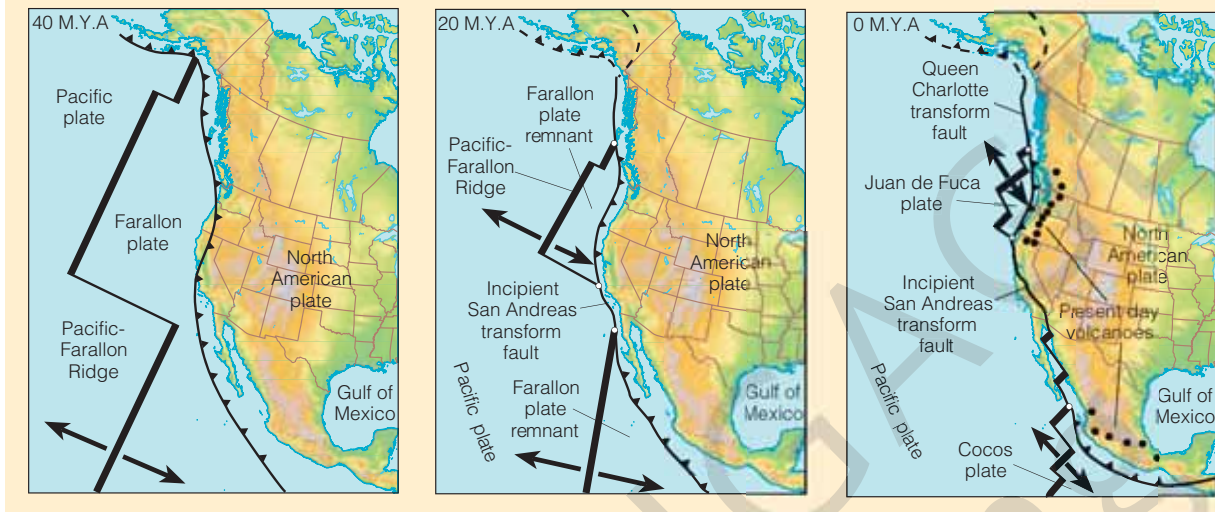 40 M.Y.A
Pacific
plate
Farallon
plate
North
American
plate
Pacific-
Farallon
Ridge
Gulf of
Mexico
20 M.Y.A
Farallon
plate
remnant
Pacific-
Farallon
Ridge
North
American
plate
Incipient
San Andreas
transform
fault
Pacific plate
Farallon
plate
remnant
Gulf of
Mexico
0 M.Y.A
Queen
Charlotte
transform
fault
Juan de Fuca
plate
North
American
plate
Incipient
San Andreas
transform
fault
Present day
volcanoes
Pacific plate
Gulf of
Mexico
Cocos
plate